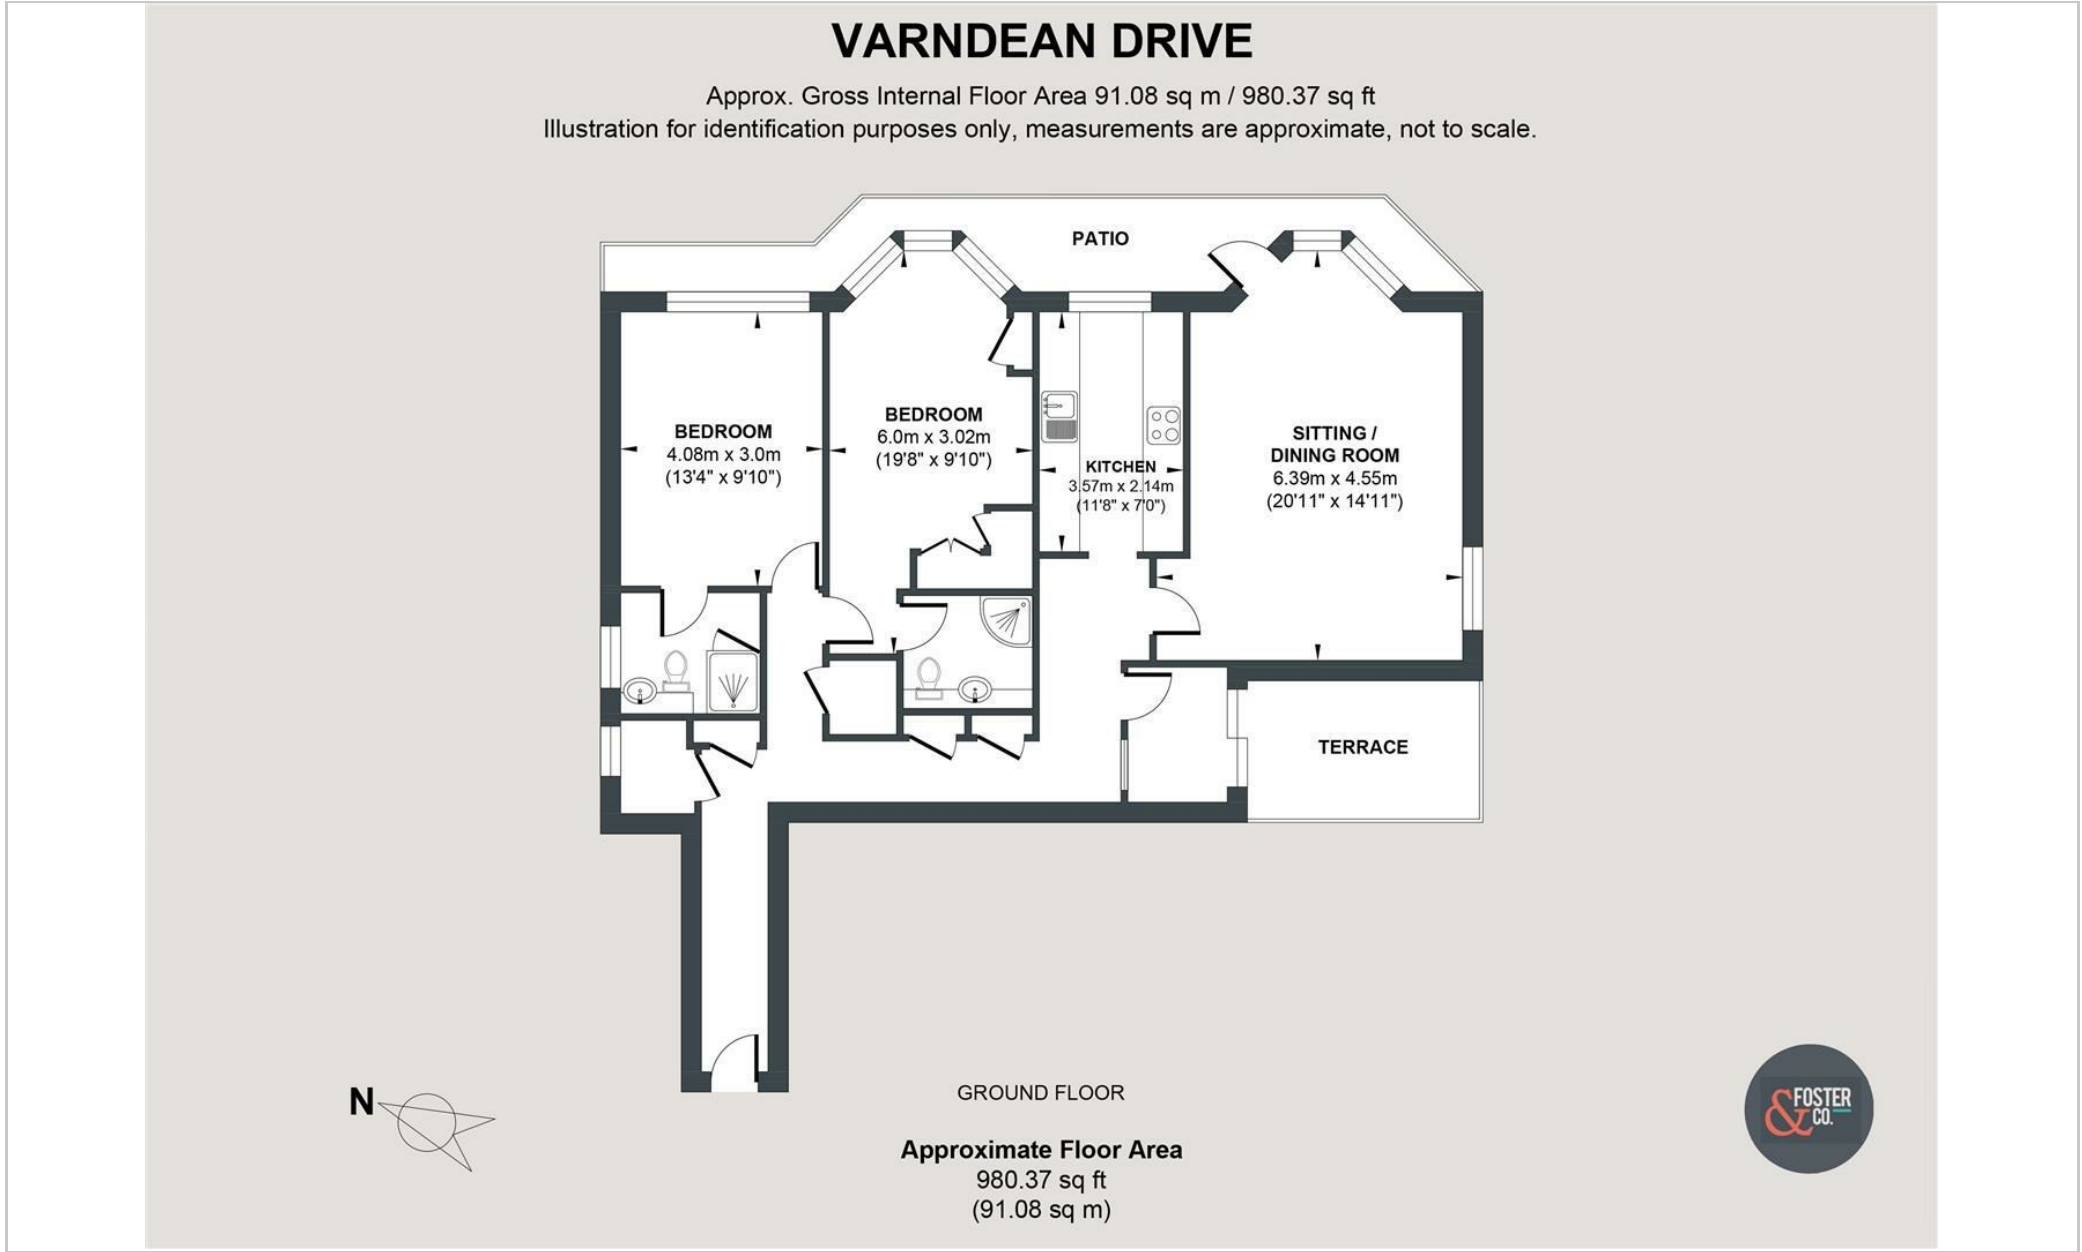 VARNDEAN DRIVE
Approx. Gross Internal Floor Area 91.08 sq m / 980.37 sq ft
Illustration for identification purposes only, measurements are approximate, not to scale.
PATIO
BEDROOM
4.08m x 3.0m
(13'4" x 9'10")
BEDROOM
6.0m x 3.02m
(19'8" x 9'10")
KITCHEN
3.57m x 2.14m
(11'8" x 7'0")
SITTING /
DINING ROOM
6.39m x 4.55m
(20'11" x 14'11")
TERRACE
N
GROUND FLOOR
Approximate Floor Area
980.37 sq ft
(91.08 sq m)
&FOSTER
CO.